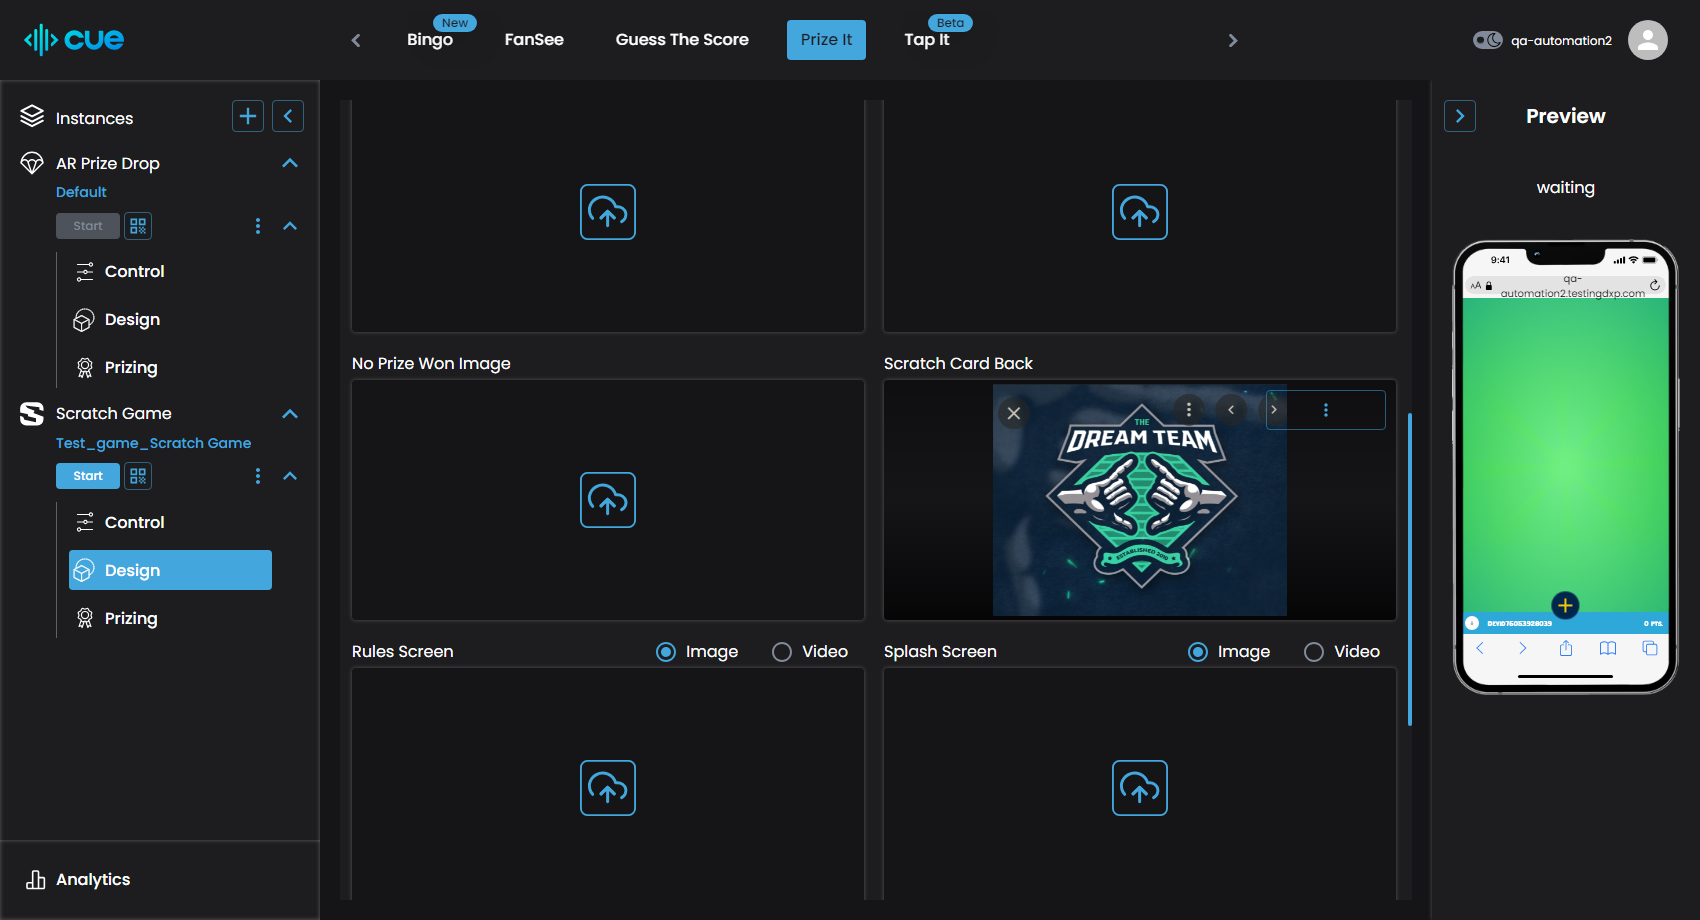 cue
New
Bingo
FanSee
Guess The Score
Prize It
Beta
Tap It
qa-automation2
Instances
AR Prize Drop
Default
Start
Control
Design
Prizing
Scratch Game
Test_game_Scratch Game
Start
Control
Design
Prizing
Analytics
No Prize Won Image
Scratch Card Back
THE
DREAM TEAM
ESTABLISHED 2010
Rules Screen
Image
Video
Splash Screen
Image
Video
Preview
waiting
9:41
AA
qa-
automation2.testingdxp.com
DEVID76053928039
0 PTS.